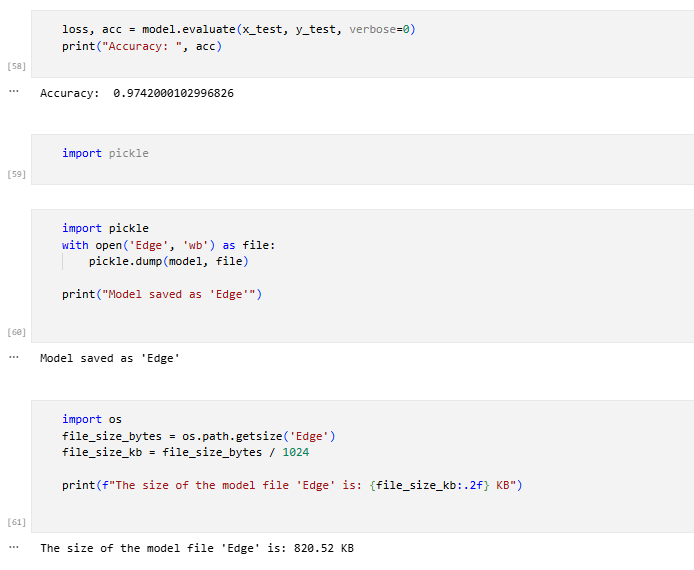 loss, acc = model.evaluate(x_test, y_test, verbose=0)
print("Accuracy: ", acc)
[58]
... Accuracy:  0.9742000102996826
import pickle
[59]
import pickle
with open('Edge', 'wb') as file:
    pickle.dump(model, file)
print("Model saved as 'Edge'")
[60]
... Model saved as 'Edge'
import os
file_size_bytes = os.path.getsize('Edge')
file_size_kb = file_size_bytes / 1024
print(f"The size of the model file 'Edge' is: {file_size_kb:.2f} KB")
[61]
... The size of the model file 'Edge' is: 820.52 KB